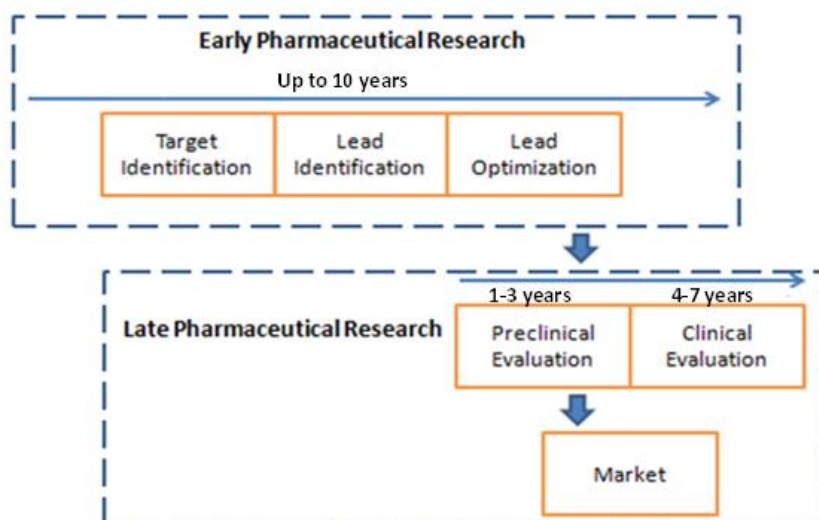 Early Pharmaceutical Research
Up to 10 years
Target
Identification
Lead
Identification
Lead
Optimization
1-3 years
4-7 years
Late Pharmaceutical Research
Preclinical
Evaluation
Clinical
Evaluation
Market